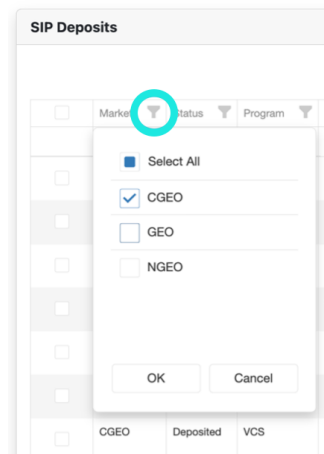 SIP Deposits
Market Status Program
Select All
CGEO
GEO
NGEO
OK Cancel
CGEO Deposited VCS